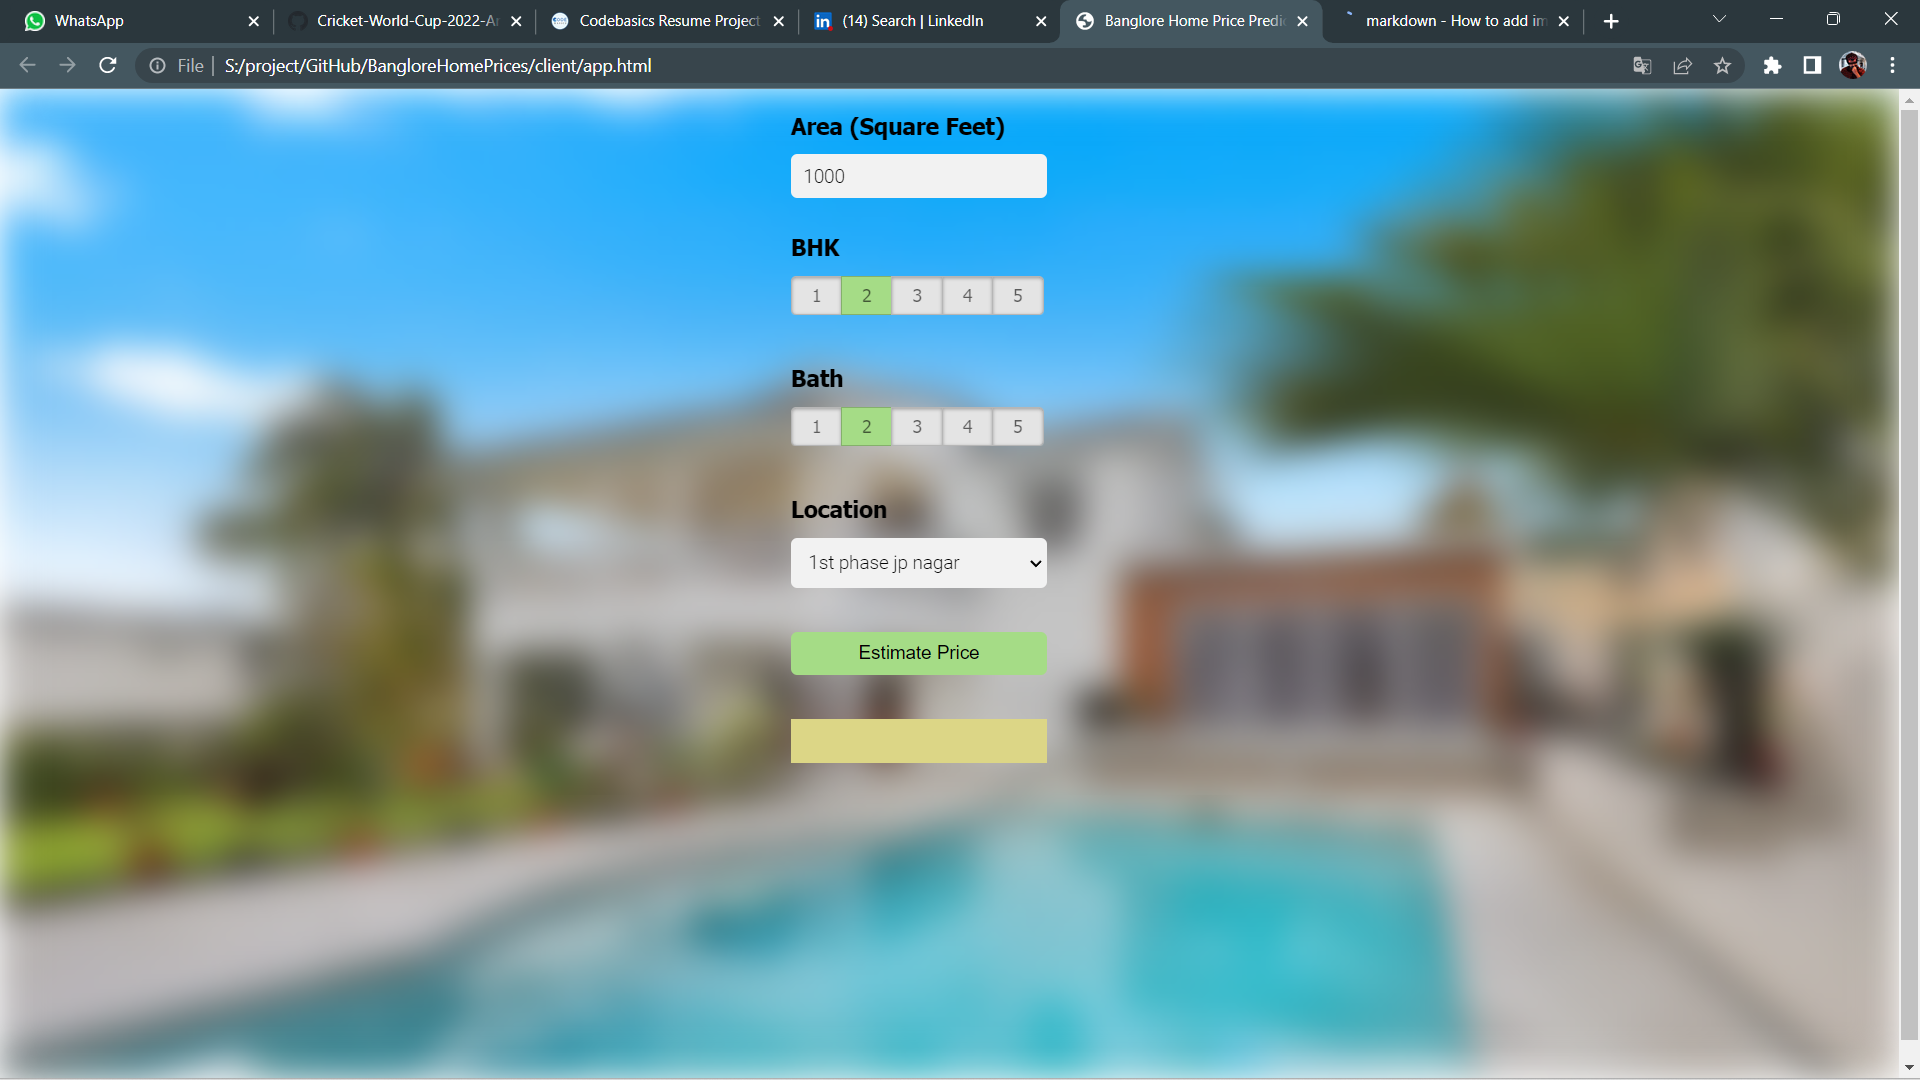 WhatsApp
Cricket-World-Cup-2022-An
Codebasics Resume Project
(14) Search | LinkedIn
Banglore Home Price Predi
markdown - How to add im
File
S:/project/GitHub/BangloreHomePrices/client/app.html
Area (Square Feet)
1000
BHK
1 2 3 4 5
Bath
1 2 3 4 5
Location
1st phase jp nagar
Estimate Price